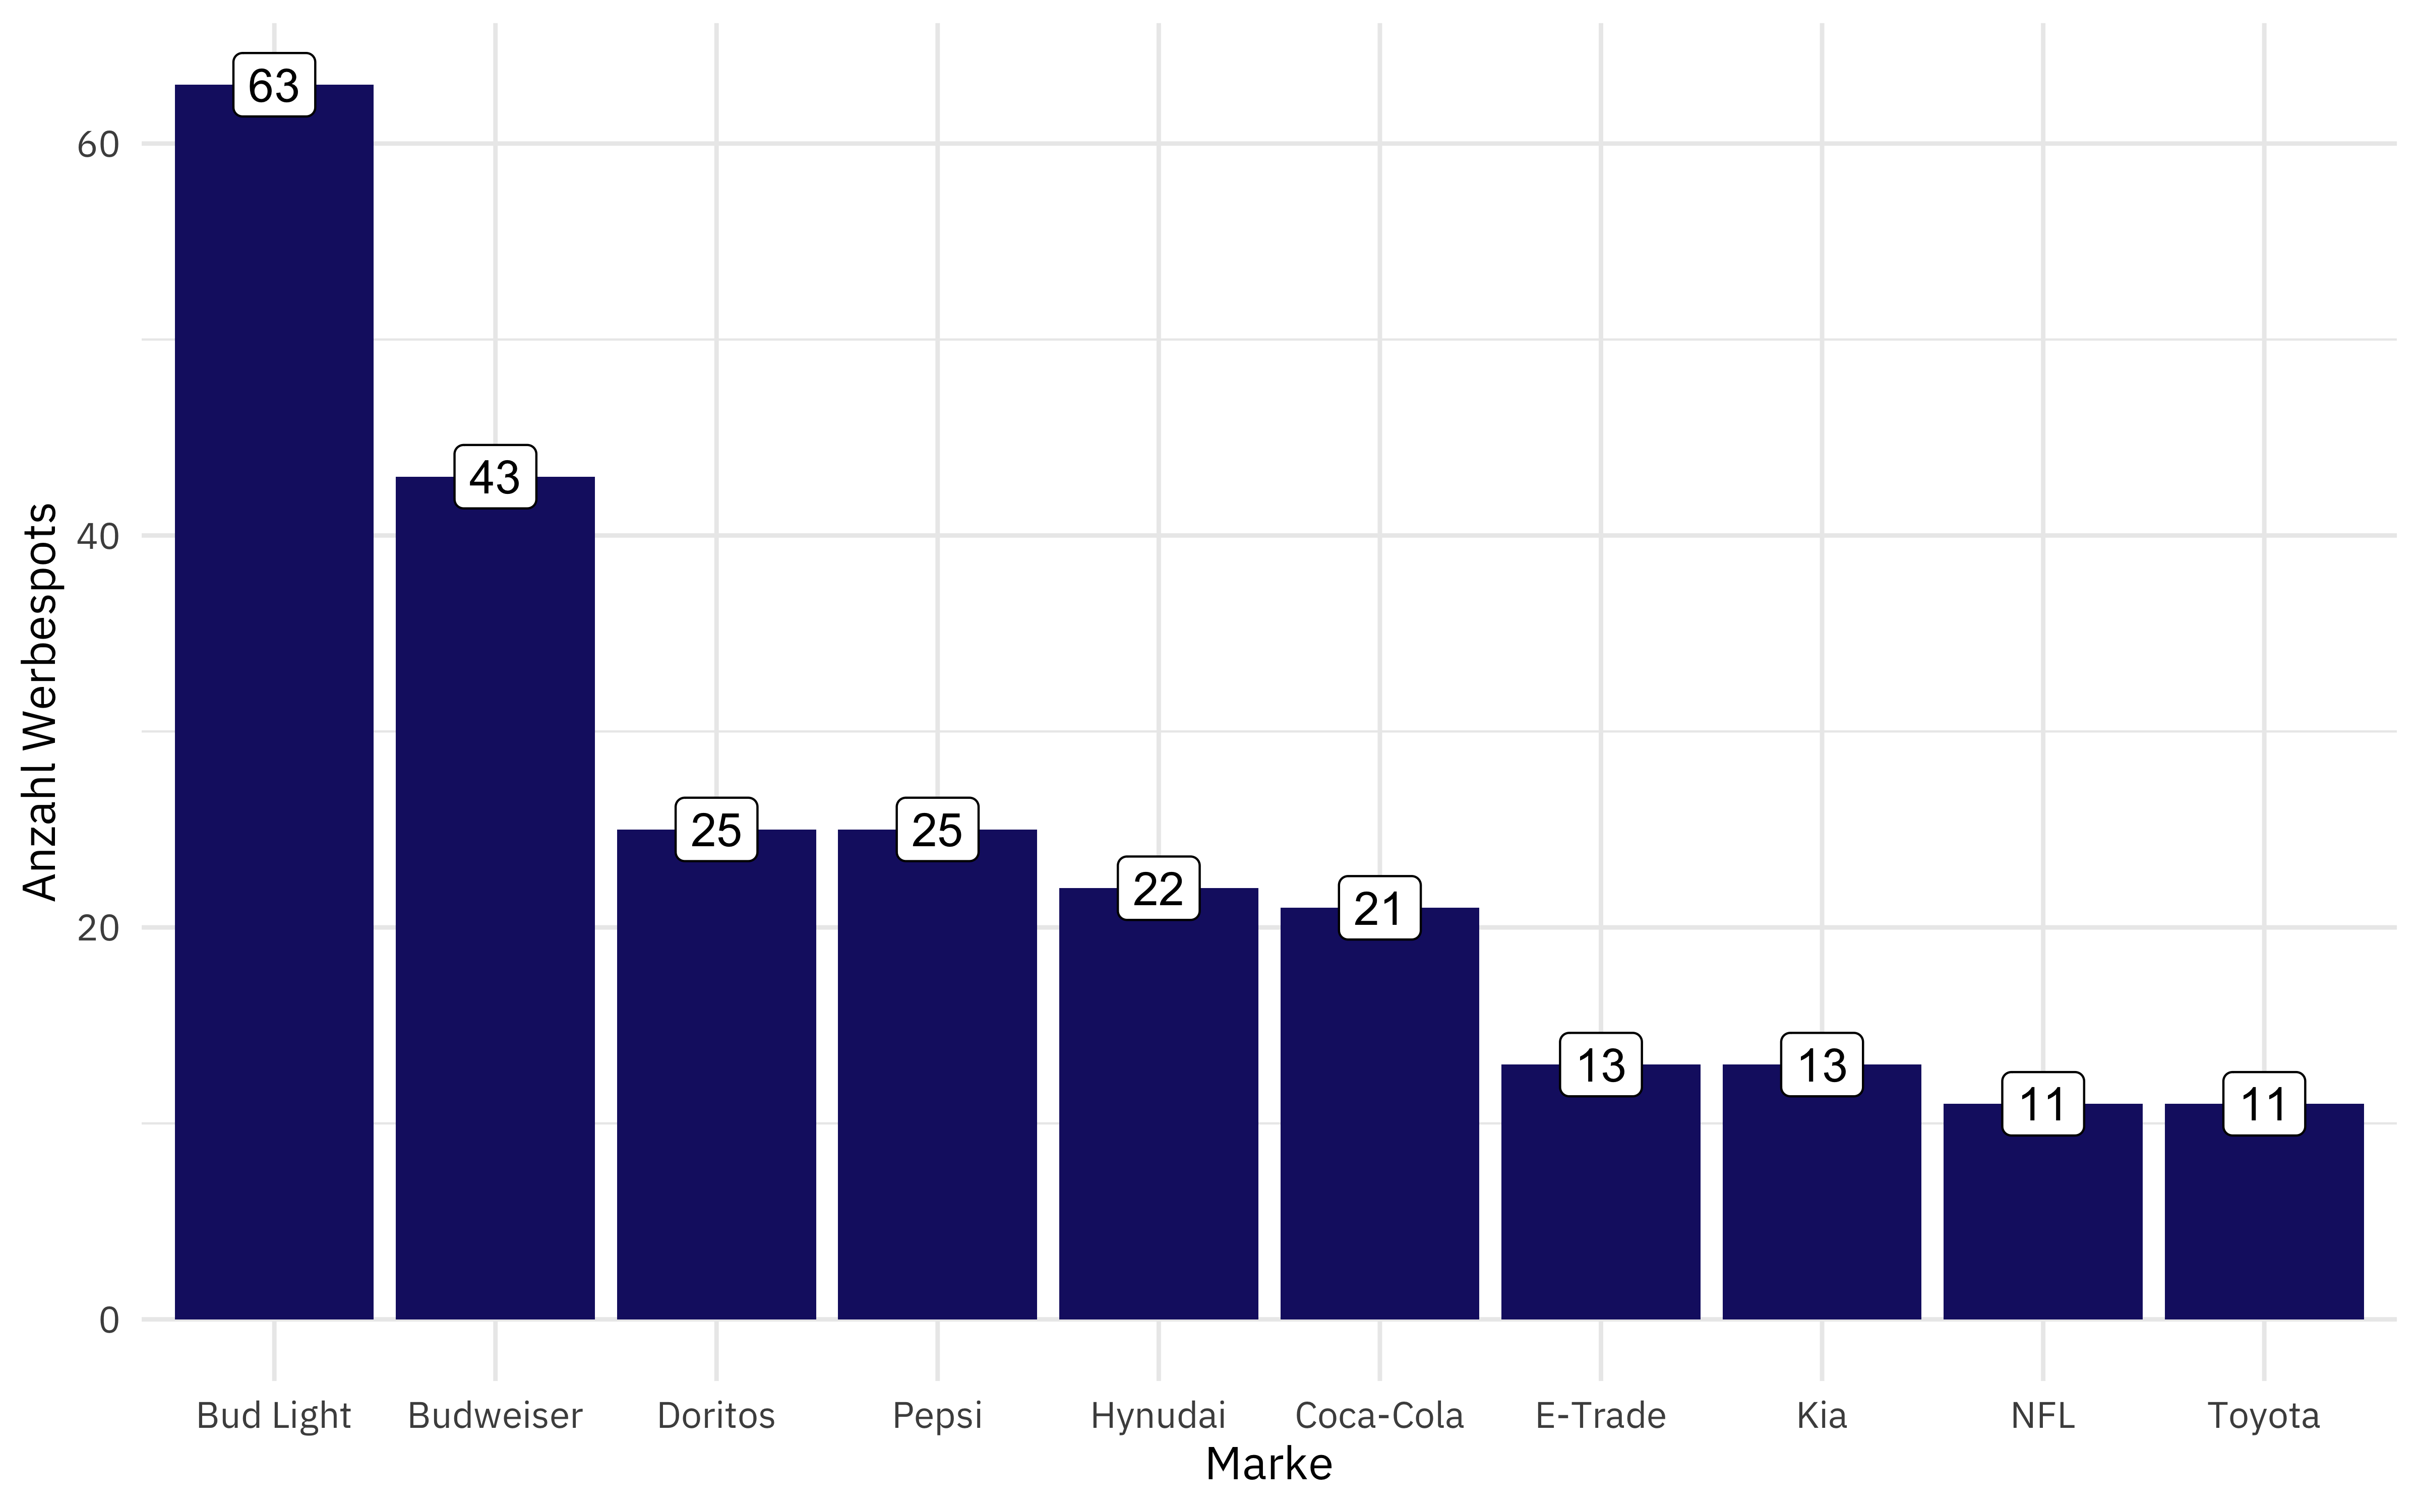 Anzahl Werbespots
60
40
20
0
63
43
25
25
22
21
13
13
11
11
Bud Light
Budweiser
Doritos
Pepsi
Hynudai
Coca-Cola
E-Trade
Kia
NFL
Toyota
Marke